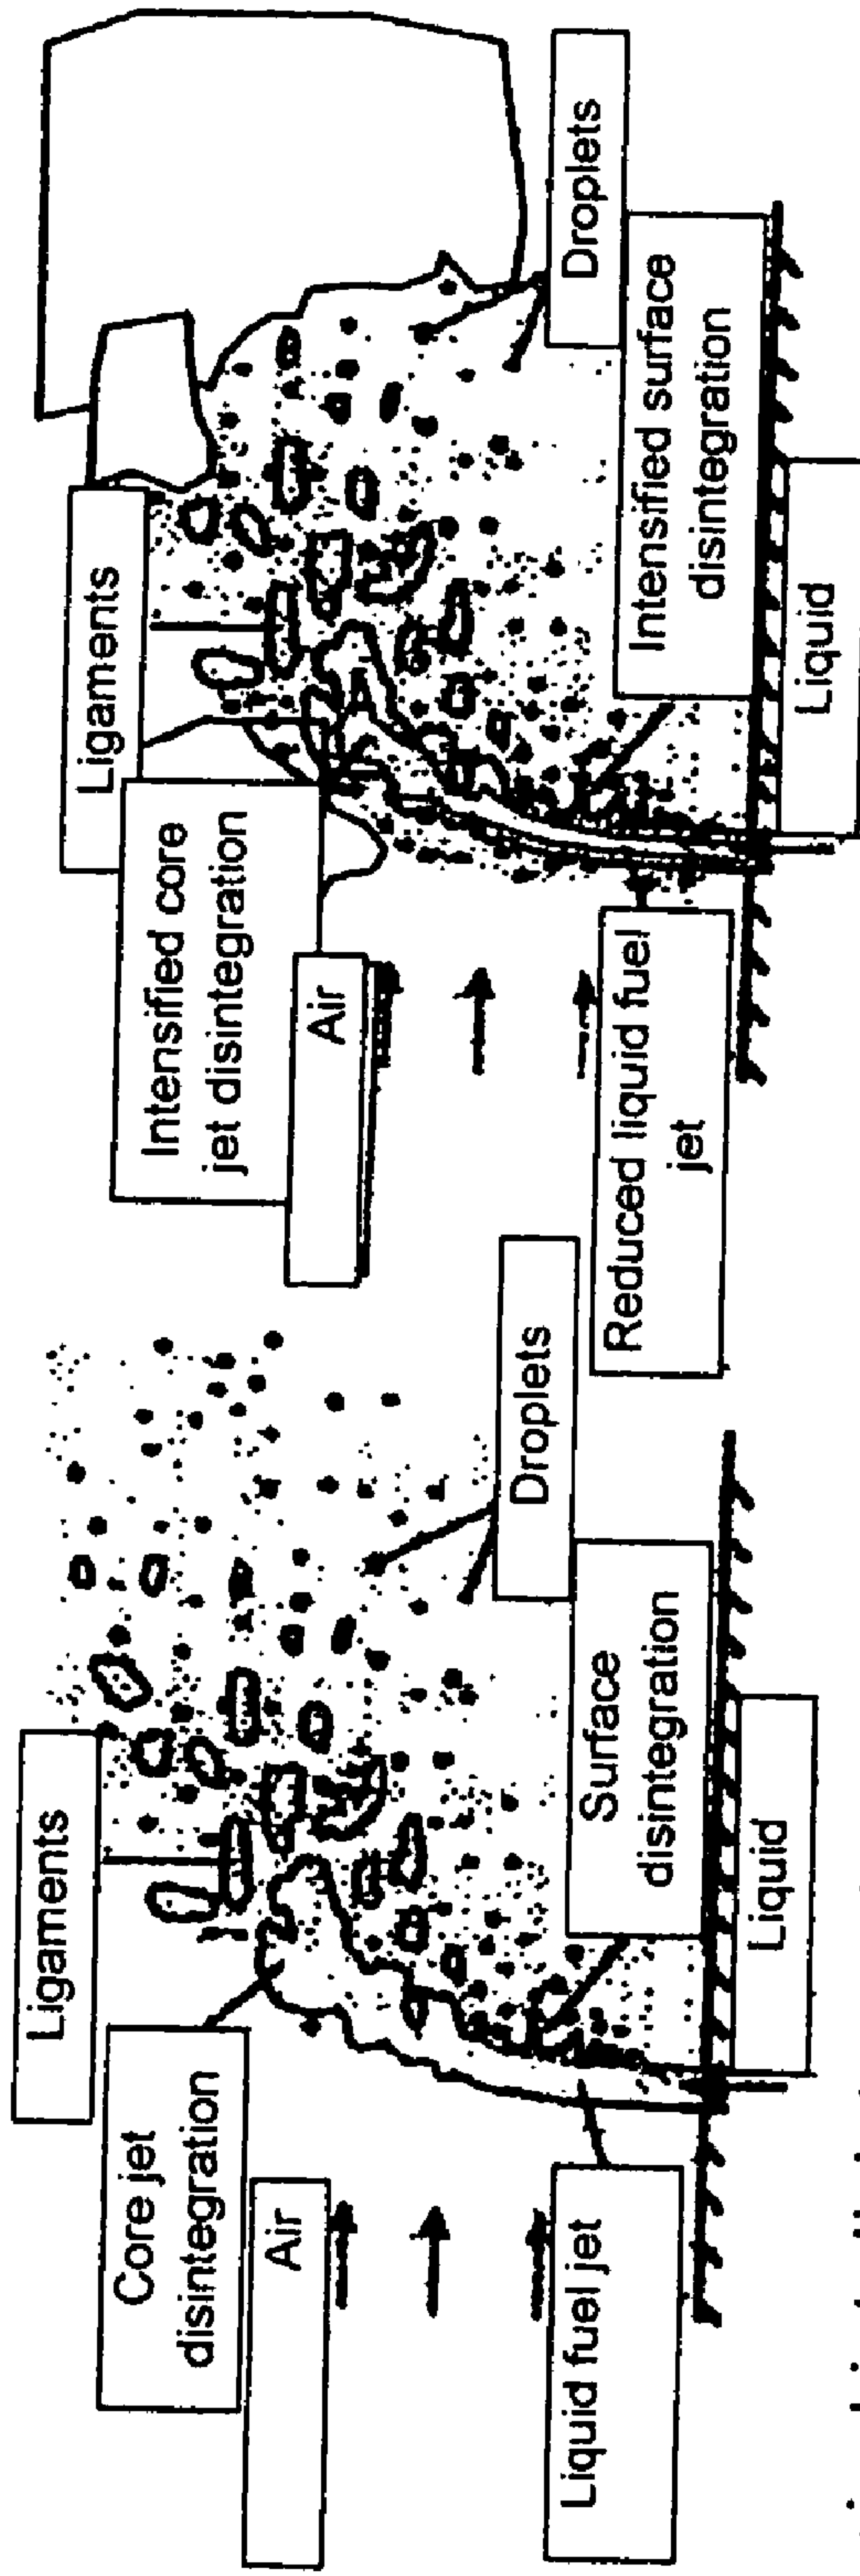 Ligaments
Core jet
disintegration
Air
Liquid fuel jet
Droplets
Surface
disintegration
Liquid
Ligaments
Intensified core
jet disintegration
Air
Reduced liquid fuel
jet
Droplets
Intensified surface
disintegration
Liquid